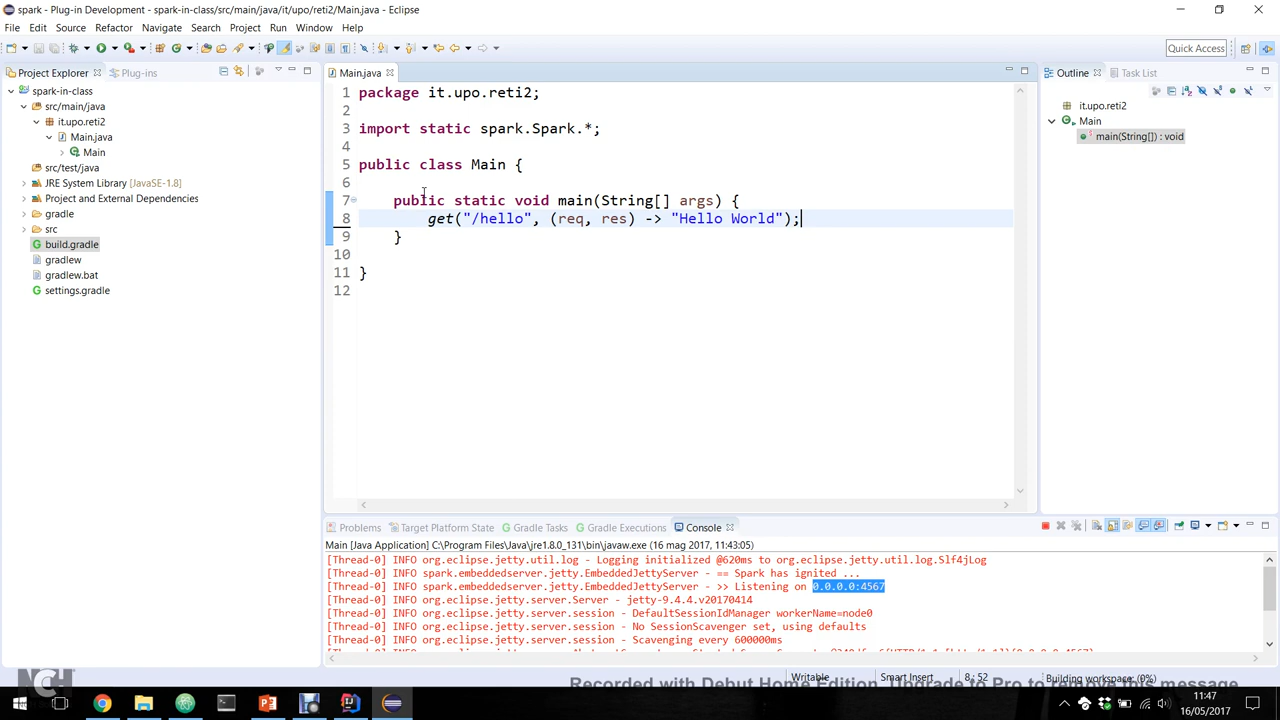 spark - Plug-in Development - spark-in-class/src/main/java/it/upo/reti2/Main.java - Eclipse
File Edit Source Refactor Navigate Search Project Run Window Help
Quick Access
Project Explorer Plug-ins
spark-in-class
src/main/java
it.upo.reti2
Main.java
Main
src/test/java
JRE System Library [JavaSE-1.8]
Project and External Dependencies
gradle
src
build.gradle
gradlew
gradlew.bat
settings.gradle
Main.java
1 package it.upo.reti2;
2
3 import static spark.Spark.*;
4
5 public class Main {
6
7 public static void main(String[] args) {
8 get("/hello", (req, res) -> "Hello World");
9 }
10
11 }
12
Outline Task List
it.upo.reti2
Main
main(String[]) : void
Problems Target Platform State Gradle Tasks Gradle Executions Console
Main [Java Application] C:\Program Files\Java\jre1.8.0_131\bin\javaw.exe (16 mag 2017, 11:43:05)
[Thread-0] INFO org.eclipse.jetty.util.log - Logging initialized @620ms to org.eclipse.jetty.util.log.Slf4jLog
[Thread-0] INFO spark.embeddedserver.jetty.EmbeddedJettyServer - == Spark has ignited ...
[Thread-0] INFO spark.embeddedserver.jetty.EmbeddedJettyServer - >> Listening on 0.0.0.0:4567
[Thread-0] INFO org.eclipse.jetty.server.Server - jetty-9.4.4.v20170414
[Thread-0] INFO org.eclipse.jetty.server.session - DefaultSessionIdManager workerName=node0
[Thread-0] INFO org.eclipse.jetty.server.session - No SessionScavenger set, using defaults
[Thread-0] INFO org.eclipse.jetty.server.session - Scavenging every 600000ms
Writable Smart Insert 8 : 52 Building workspace: (0%)
NCH
Recorded with Debut Home Edition. Upgrade to Pro to remove this message
11:47
16/05/2017